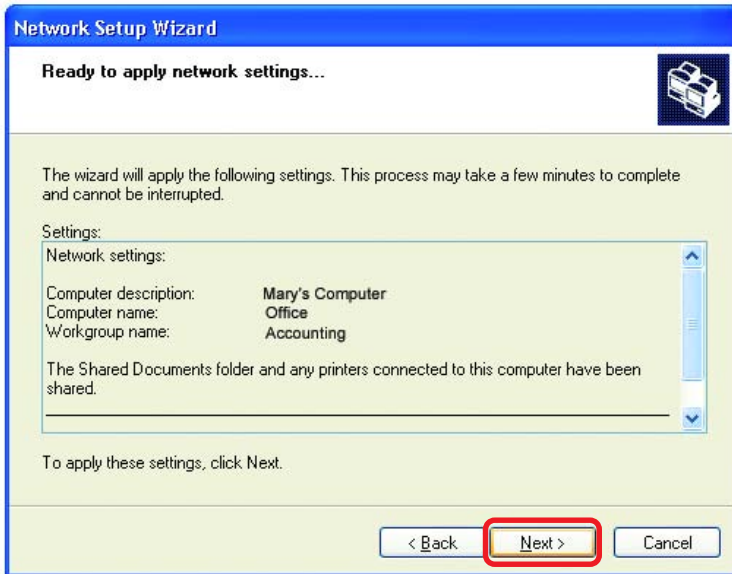 Network Setup Wizard
Ready to apply network settings...
The wizard will apply the following settings. This process may take a few minutes to complete
and cannot be interrupted.
Settings:
Network settings:
Computer description: Mary's Computer
Computer name: Office
Workgroup name: Accounting
The Shared Documents folder and any printers connected to this computer have been
shared.
To apply these settings, click Next.
< Back Next > Cancel